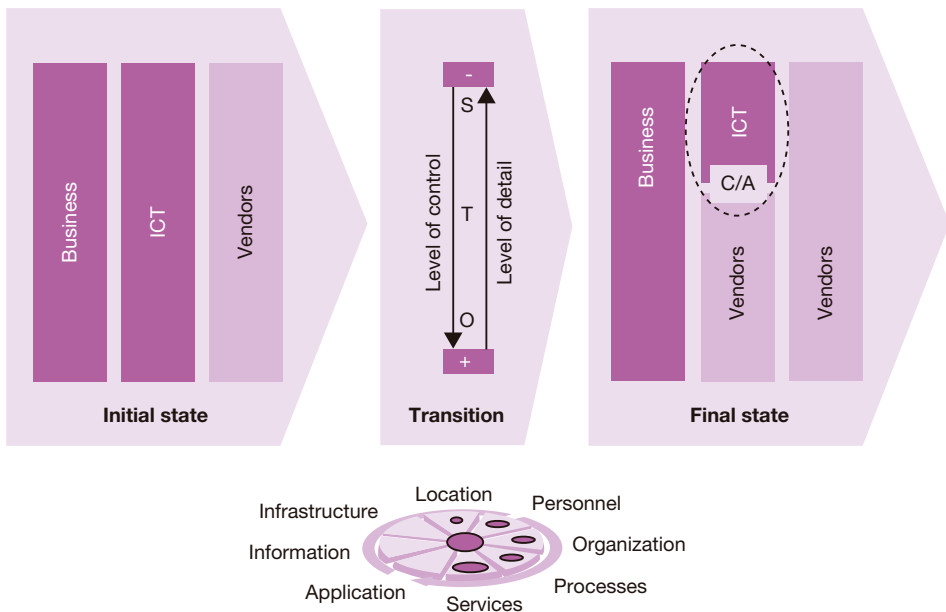 Business
ICT
Vendors
Initial state
-
S
T
O
+
Level of control
Level of detail
Transition
Business
ICT
C/A
Vendors
Vendors
Final state
Location
Infrastructure
Personnel
Information
Organization
Application
Processes
Services